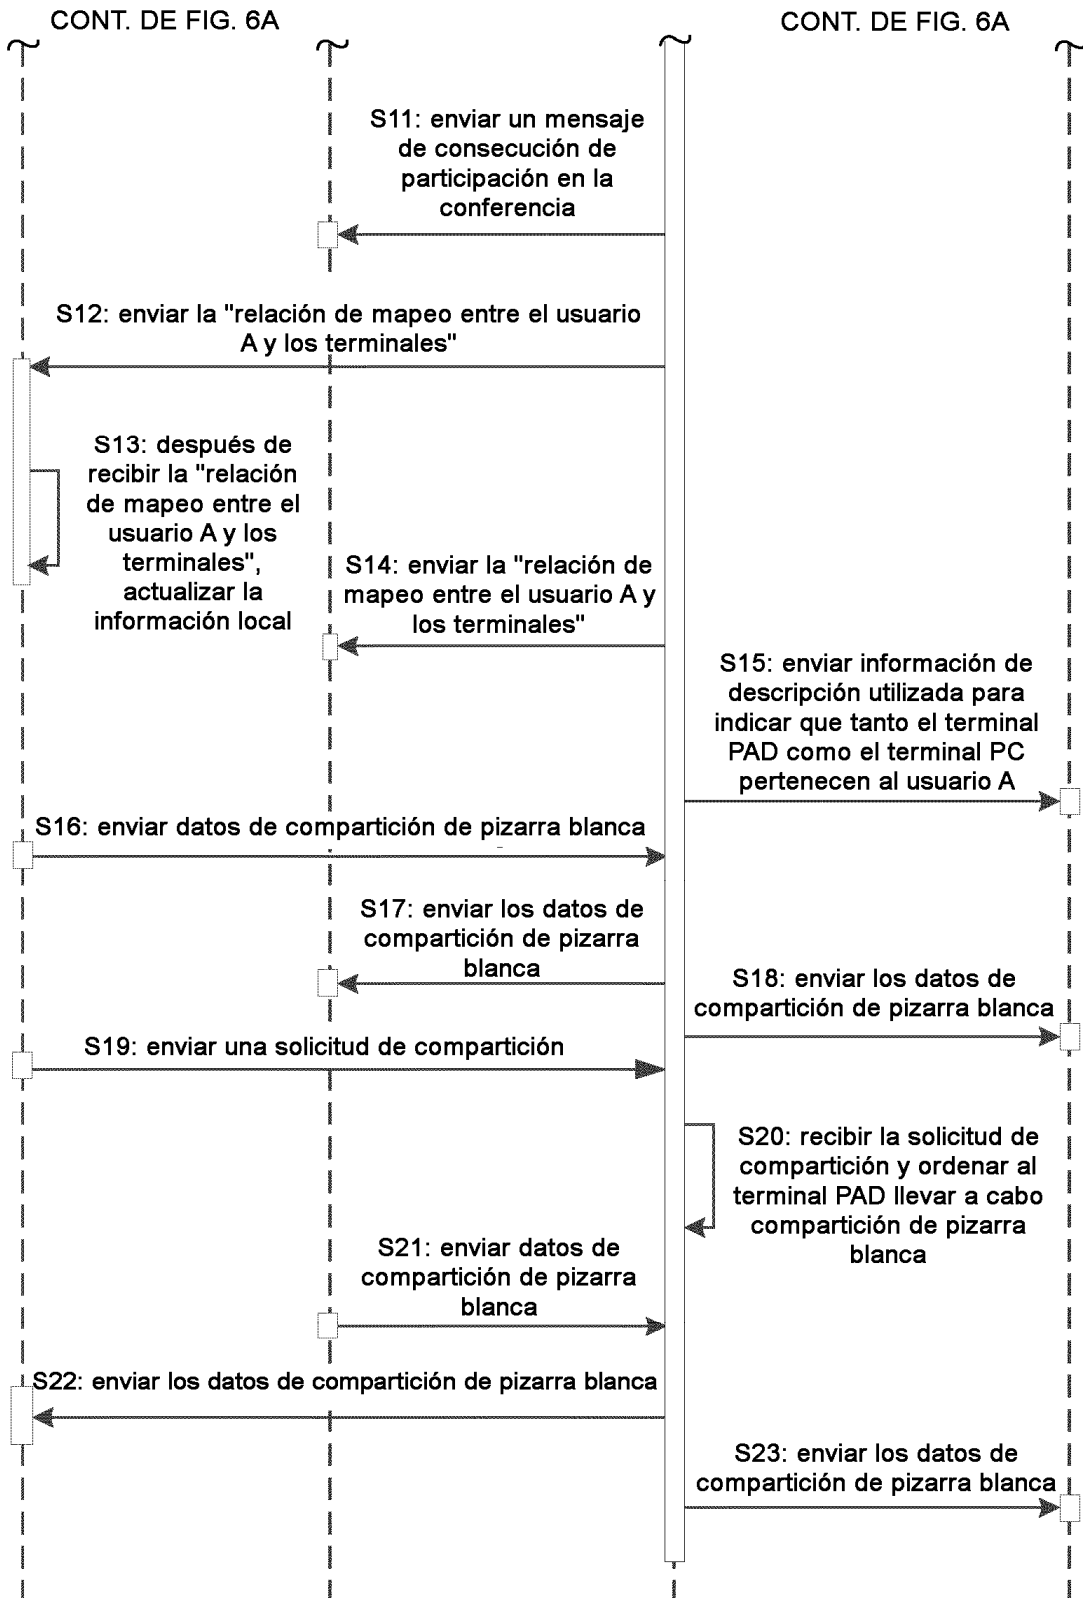 CONT. DE FIG. 6A
CONT. DE FIG. 6A
S11: enviar un mensaje
de consecución de
participación en la
conferencia
S12: enviar la "relación de mapeo entre el usuario
A y los terminales"
S13: después de
recibir la "relación
de mapeo entre el
usuario A y los
terminales",
actualizar la
información local
S14: enviar la "relación de
mapeo entre el usuario A y
los terminales"
S15: enviar información de
descripción utilizada para
indicar que tanto el terminal
PAD como el terminal PC
pertenecen al usuario A
S16: enviar datos de compartición de pizarra blanca
S17: enviar los datos de
compartición de pizarra
blanca
S18: enviar los datos de
compartición de pizarra blanca
S19: enviar una solicitud de compartición
S20: recibir la solicitud de
compartición y ordenar al
terminal PAD llevar a cabo
compartición de pizarra
blanca
S21: enviar datos de
compartición de pizarra
blanca
S22: enviar los datos de compartición de pizarra blanca
S23: enviar los datos de
compartición de pizarra blanca